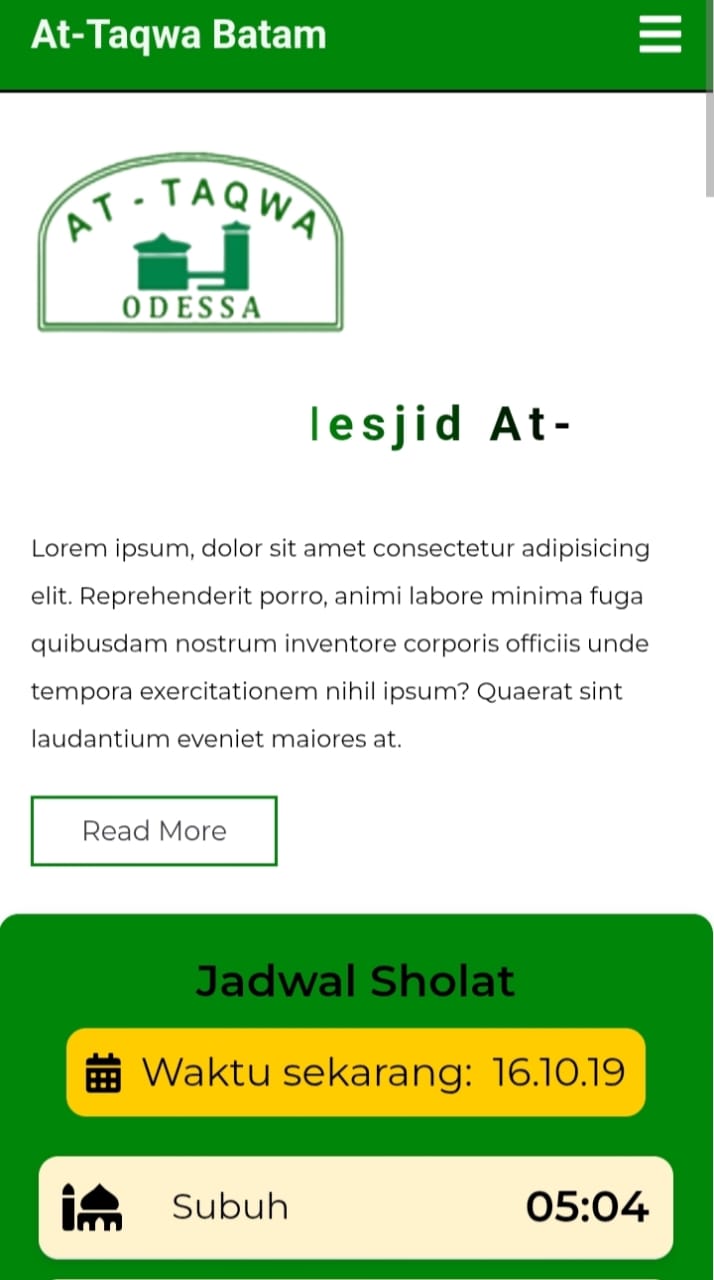 At-Taqwa Batam
AT - TAQWA
ODESSA
lesjid At-
Lorem ipsum, dolor sit amet consectetur adipisicing
elit. Reprehenderit porro, animi labore minima fuga
quibusdam nostrum inventore corporis officiis unde
tempora exercitationem nihil ipsum? Quaerat sint
laudantium eveniet maiores at.
Read More
Jadwal Sholat
Waktu sekarang: 16.10.19
Subuh 05:04